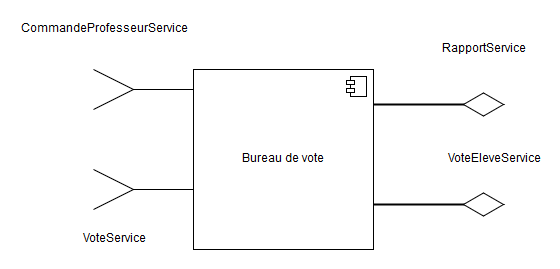 CommandeProfesseurService
RapportService
Bureau de vote
VoteEleveService
VoteService